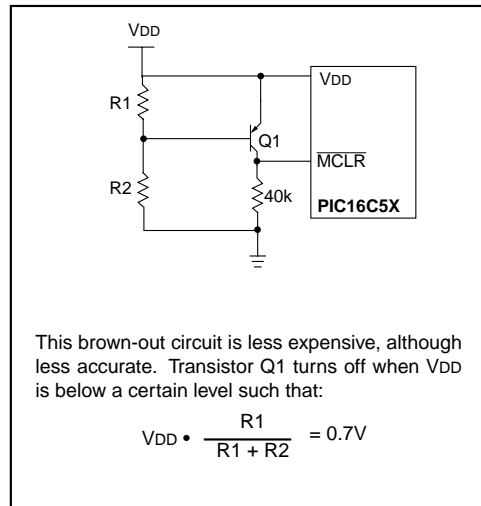 VDD
VDD
R1
Q1
MCLR
R2
40k
PIC16C5X
This brown-out circuit is less expensive, although
less accurate. Transistor Q1 turns off when VDD
is below a certain level such that:
VDD • R1 / R1 + R2 = 0.7V